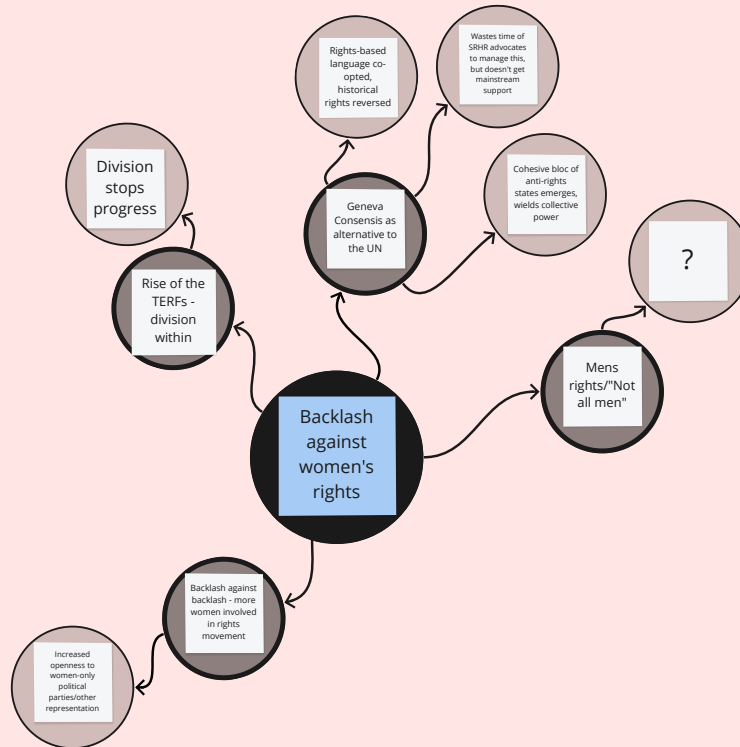 Wastes time of
SRHR advocates
to manage this,
but doesn't get
mainstream
support
Rights-based
language co-
opted,
historical
rights reversed
Division
stops
progress
Cohesive bloc of
anti-rights
states emerges,
wields collective
power
Geneva
Consensis as
alternative to
the UN
?
Rise of the
TERFs -
division
within
Mens
rights/"Not
all men"
Backlash
against
women's
rights
Backlash against
backlash - more
women involved
in rights
movement
Increased
openness to
women-only
political
parties/other
representation